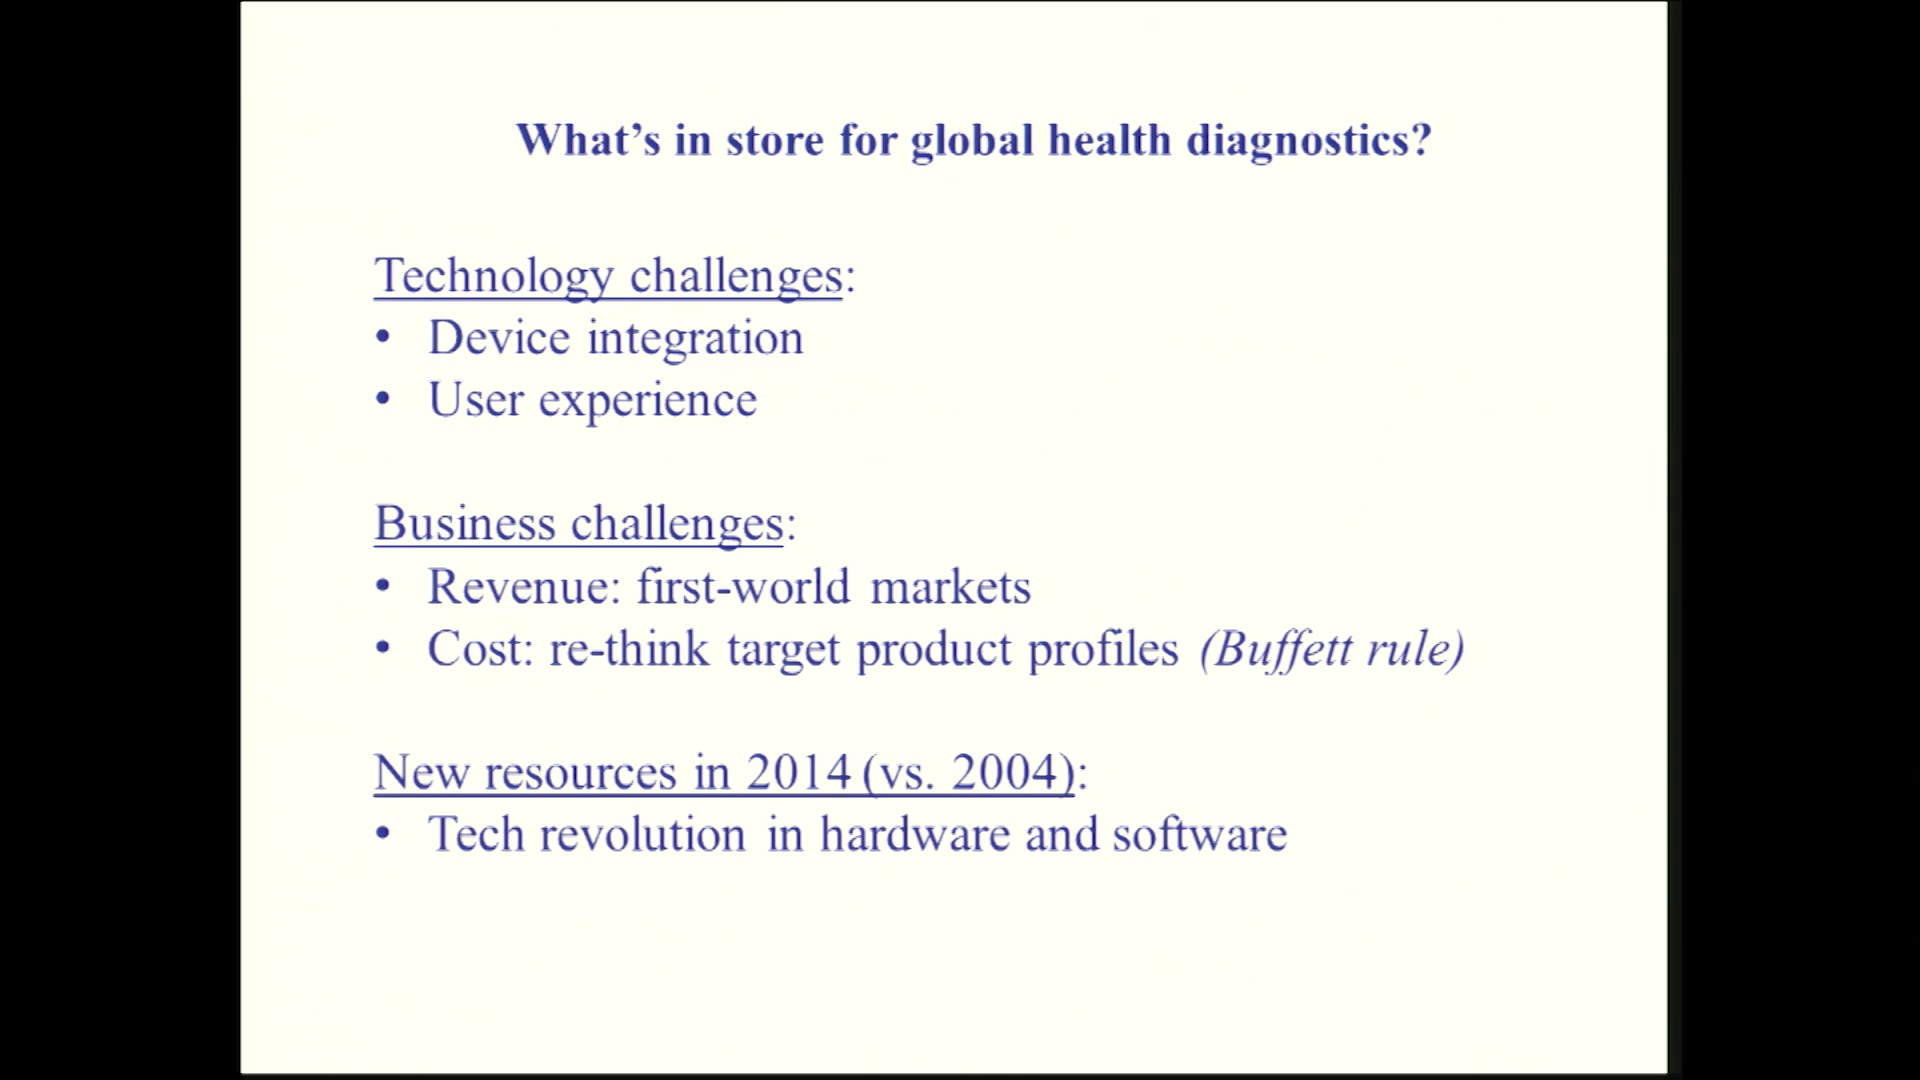 What’s in store for global health diagnostics?
Technology challenges:
• Device integration
• User experience
Business challenges:
• Revenue: first-world markets
• Cost: re-think target product profiles (Buffett rule)
New resources in 2014 (vs. 2004):
• Tech revolution in hardware and software